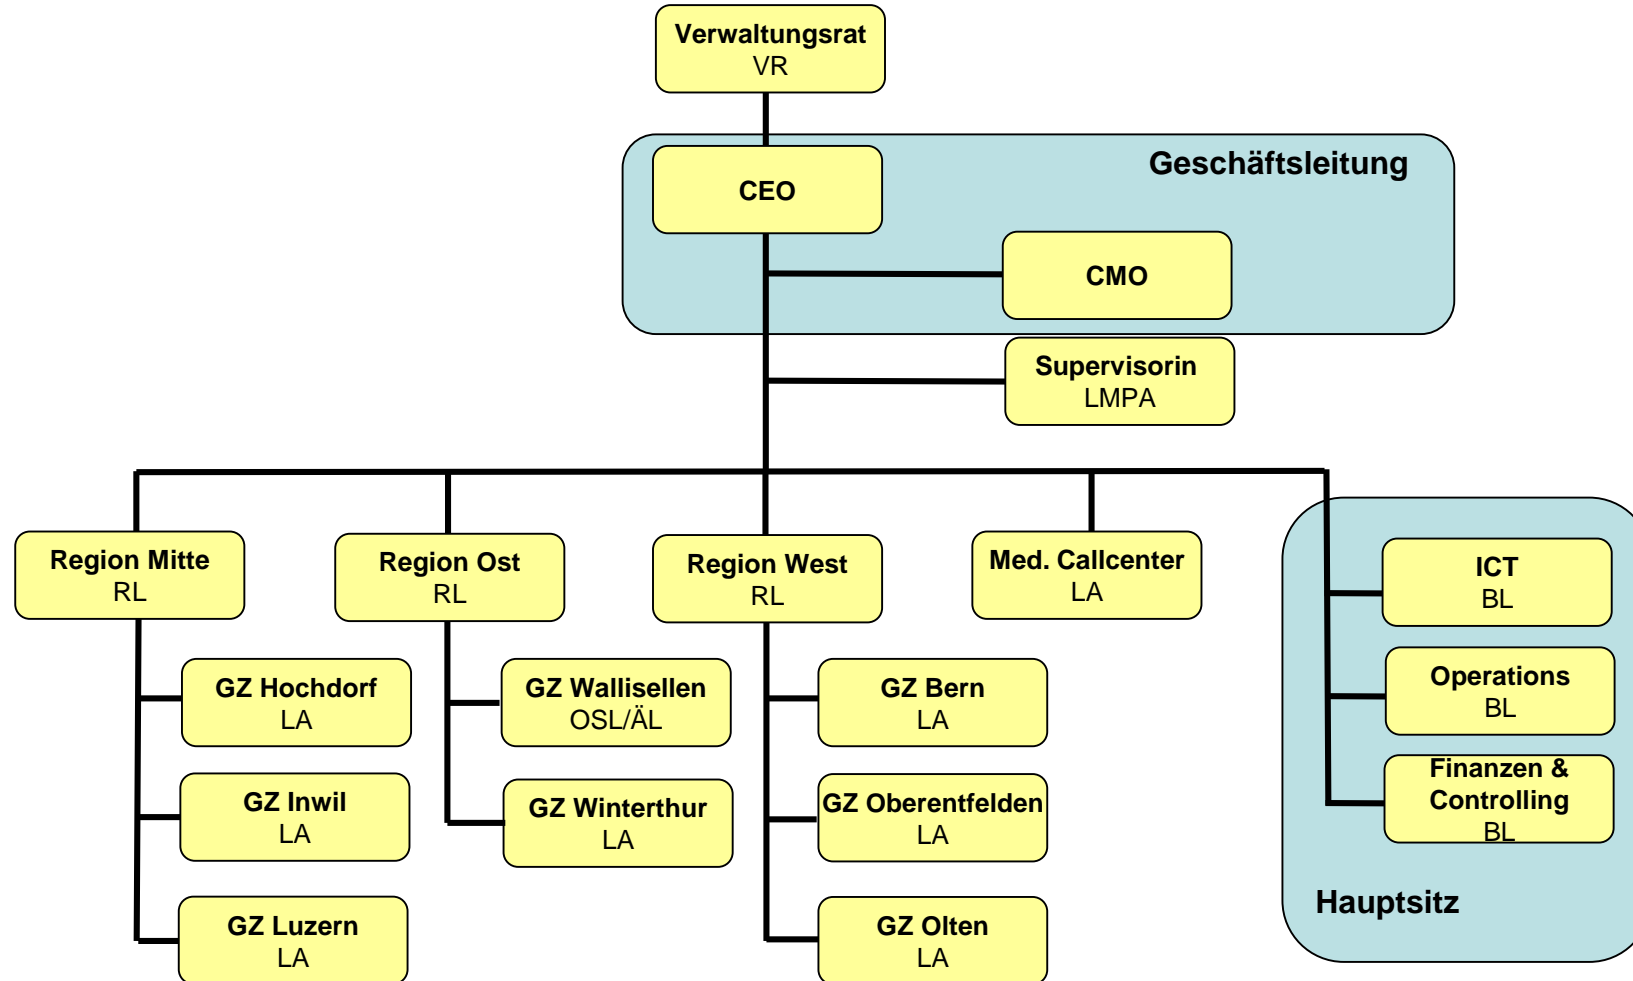 Verwaltungsrat
VR
Geschäftsleitung
CEO
CMO
Supervisorin
LMPA
Region Mitte
RL
Region Ost
RL
Region West
RL
Med. Callcenter
LA
ICT
BL
GZ Hochdorf
LA
GZ Wallisellen
OSL/ÄL
GZ Bern
LA
Operations
BL
GZ Inwil
LA
GZ Winterthur
LA
GZ Oberentfelden
LA
Finanzen &
Controlling
BL
GZ Luzern
LA
GZ Olten
LA
Hauptsitz